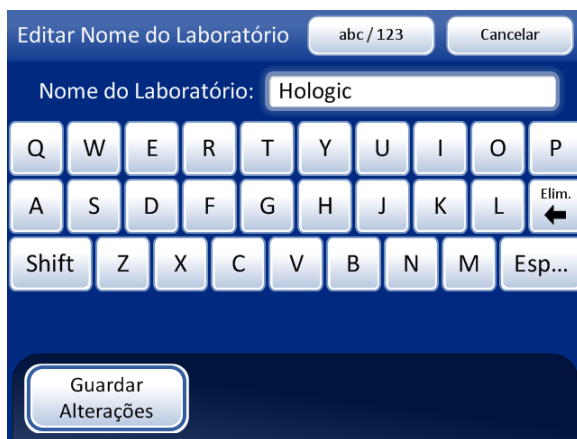 Editar Nome do Laboratório abc / 123 Cancelar
Nome do Laboratório: Hologic
Q W E R T Y U I O P
A S D F G H J K L Elim.
Shift Z X C V B N M Esp...
Guardar
Alterações